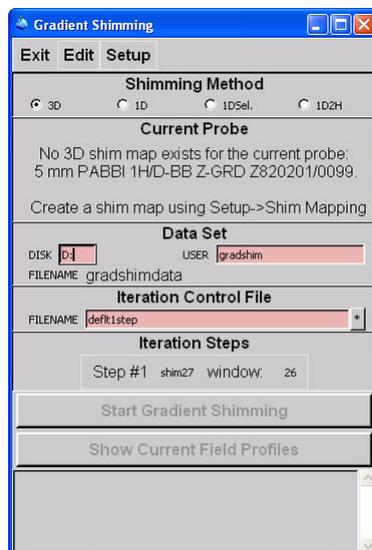 Gradient Shimming
Exit Edit Setup
Shimming Method
3D 1D 1DSel. 1D2H
Current Probe
No 3D shim map exists for the current probe:
5 mm PABBI 1H/D-BB Z-GRD Z820201/0099.
Create a shim map using Setup->Shim Mapping
Data Set
DISK D: USER gradshim
FILENAME gradshimdata
Iteration Control File
FILENAME deflt1step *
Iteration Steps
Step #1 shim27 window: 26
Start Gradient Shimming
Show Current Field Profiles